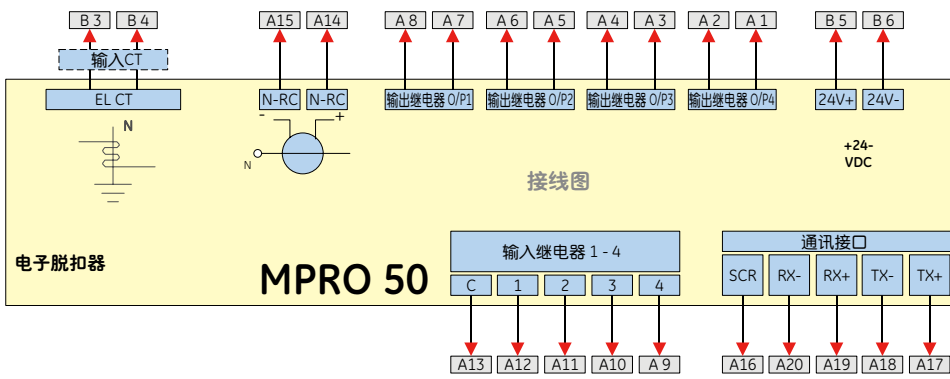 B 3 B 4 A15 A14 A 8 A 7 A 6 A 5 A 4 A 3 A 2 A 1 B 5 B 6
输入CT
EL CT N-RC N-RC 输出继电器 O/P1 输出继电器 O/P2 输出继电器 O/P3 输出继电器 O/P4 24V+ 24V-
N - +
N
+24-
VDC
接线图
电子脱扣器
MPRO 50
输入继电器 1 - 4
C 1 2 3 4
通讯接口
SCR RX- RX+ TX- TX+
A13 A12 A11 A10 A 9 A16 A20 A19 A18 A17